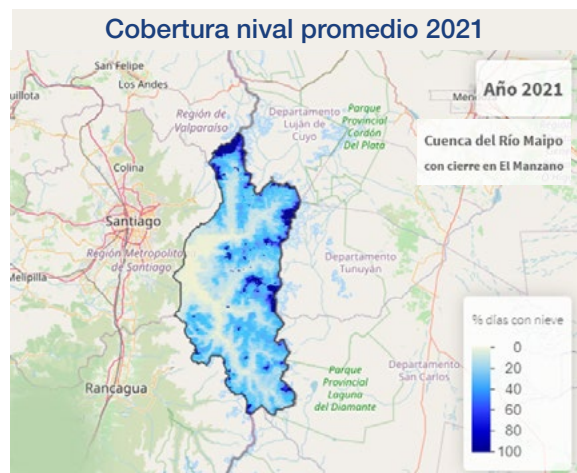 Cobertura nival promedio 2021
San Felipe
Los Andes
Región de
Valparaíso
Departamento
Luján de
Cuyo
Parque
Provincial
Cordón
Del Plata
Año 2021
Cuenca del Río Maipo
con cierre en El Manzano
Colina
Santiago
Región Metropolit
de Santiago
Melipilla
Departamento
Tunuyán
Rancagua
Parque
Provincial
Laguna
del Diamante
Departamento
San Carlos
% días con nieve
0
20
40
60
80
100